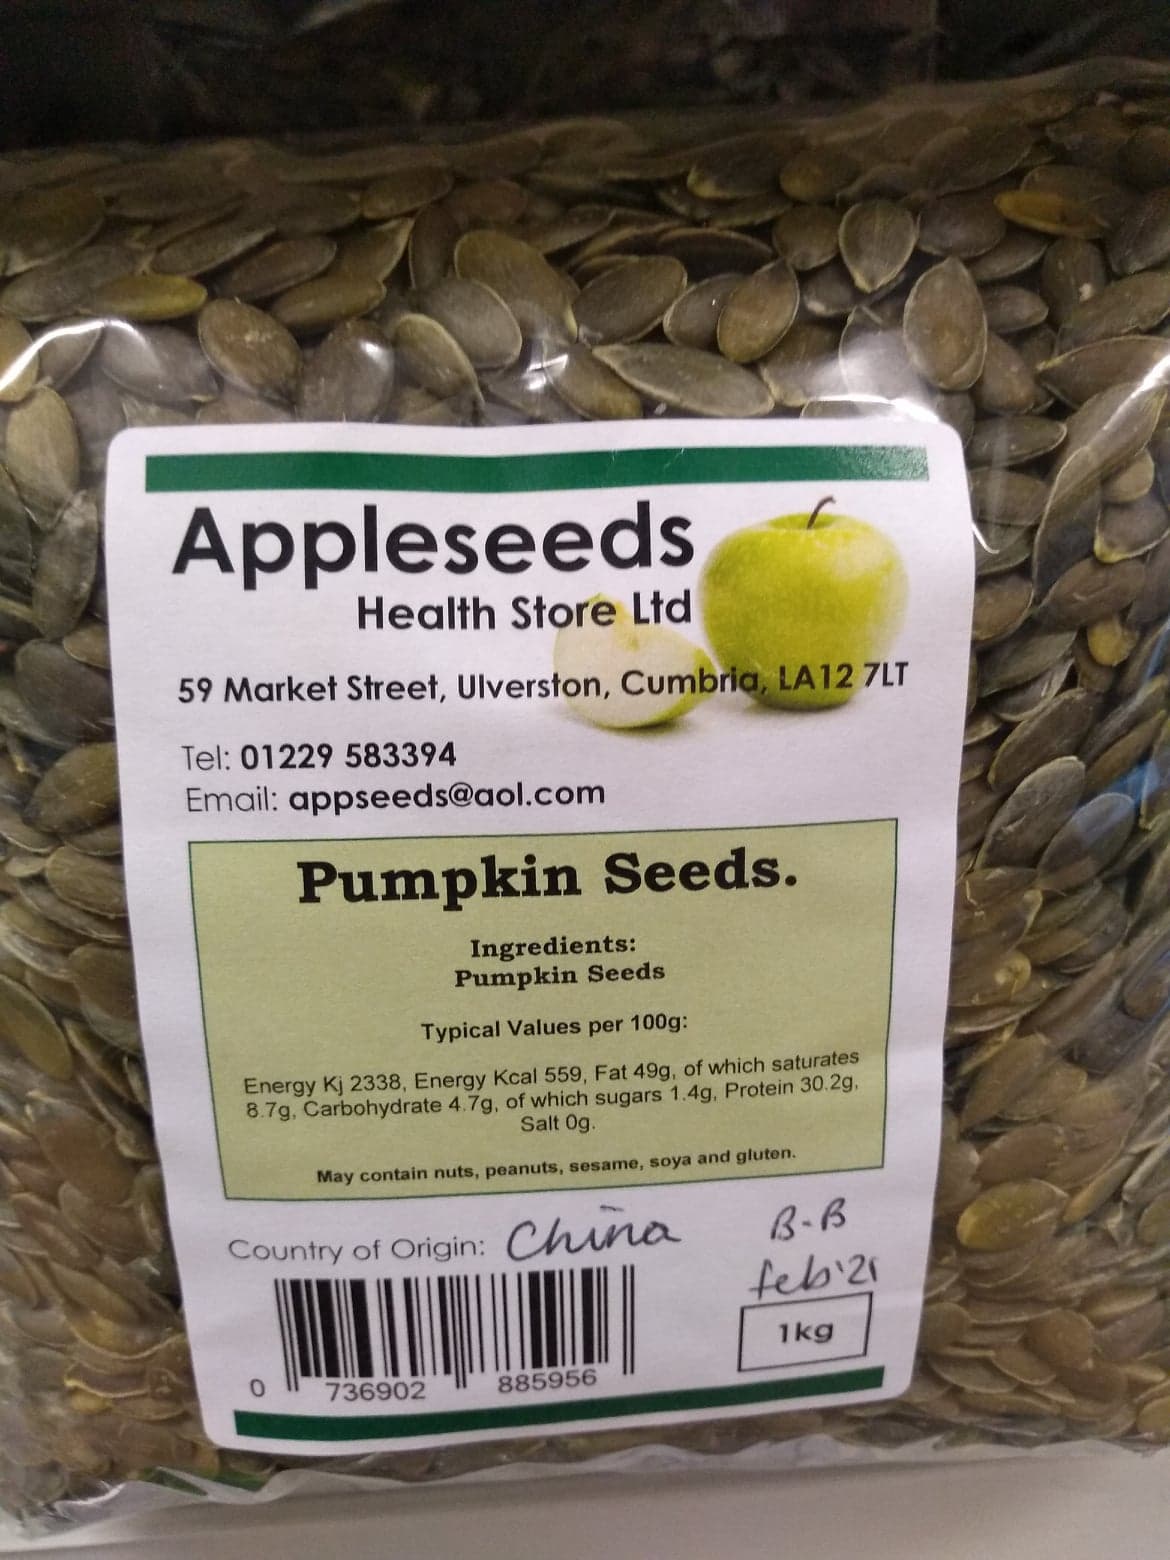 Appleseeds
Health Store Ltd
59 Market Street, Ulverston, Cumbria, LA12 7LT
Tel: 01229 583394
Email: appseeds@aol.com
Pumpkin Seeds.
Ingredients:
Pumpkin Seeds
Typical Values per 100g:
Energy Kj 2338, Energy Kcal 559, Fat 49g, of which saturates
8.7g, Carbohydrate 4.7g, of which sugars 1.4g, Protein 30.2g,
Salt 0g.
May contain nuts, peanuts, sesame, soya and gluten.
Country of Origin: China
B-B
feb'21
1kg
0 736902 885956